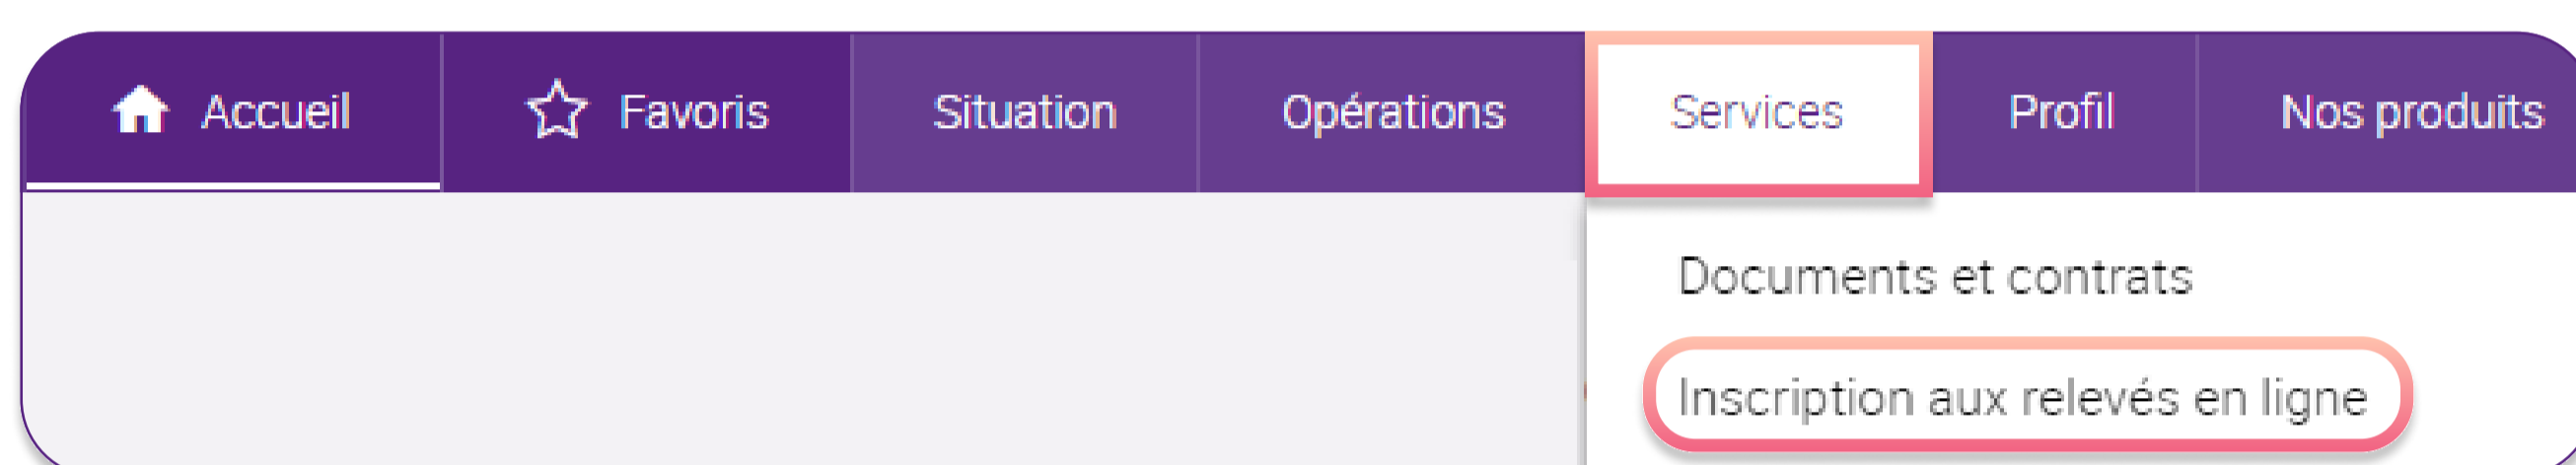 Accueil Favoris Situation Opérations Services Profil Nos produits
Documents et contrats
Inscription aux relevés en ligne